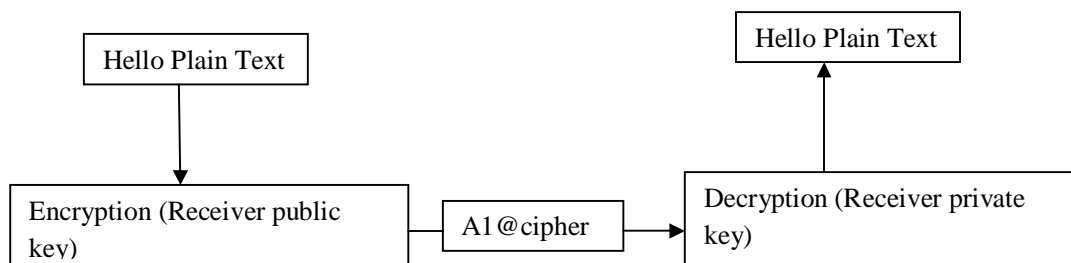 Hello Plain Text
Hello Plain Text
Encryption (Receiver public
key)
A1@cipher
Decryption (Receiver private
key)